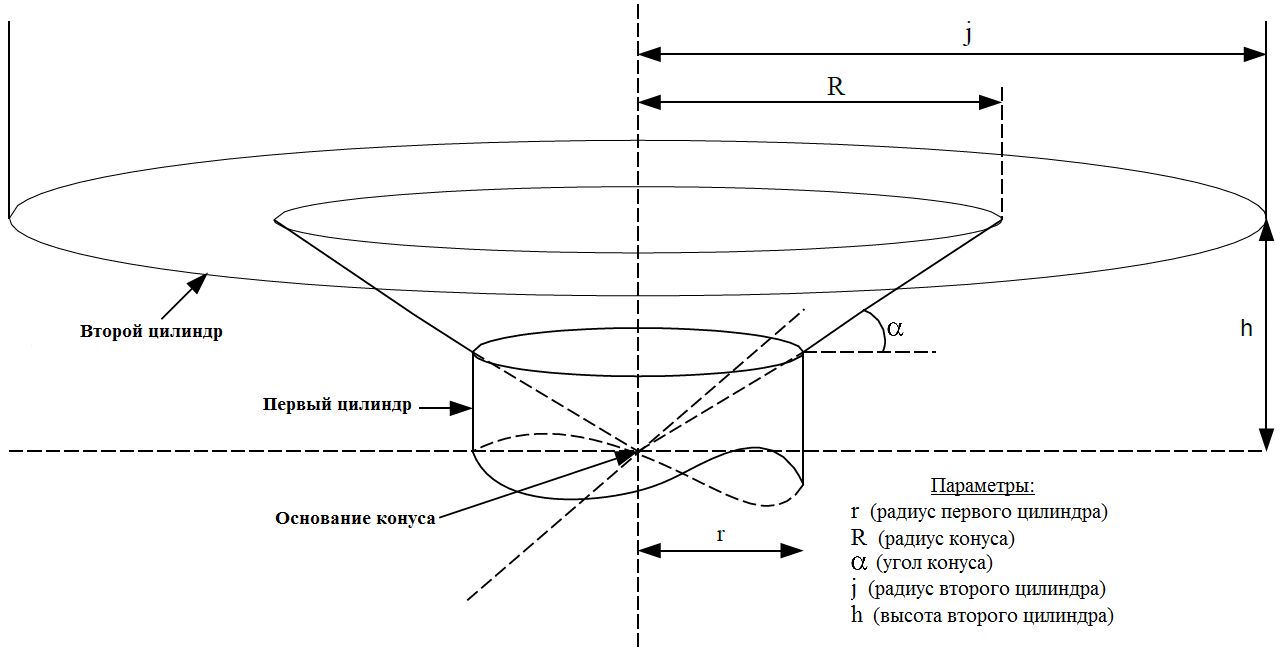 j
R
α
Второй цилиндр
h
Первый цилиндр
Основание конуса
r
Параметры:
r (радиус первого цилиндра)
R (радиус конуса)
α (угол конуса)
j (радиус второго цилиндра)
h (высота второго цилиндра)